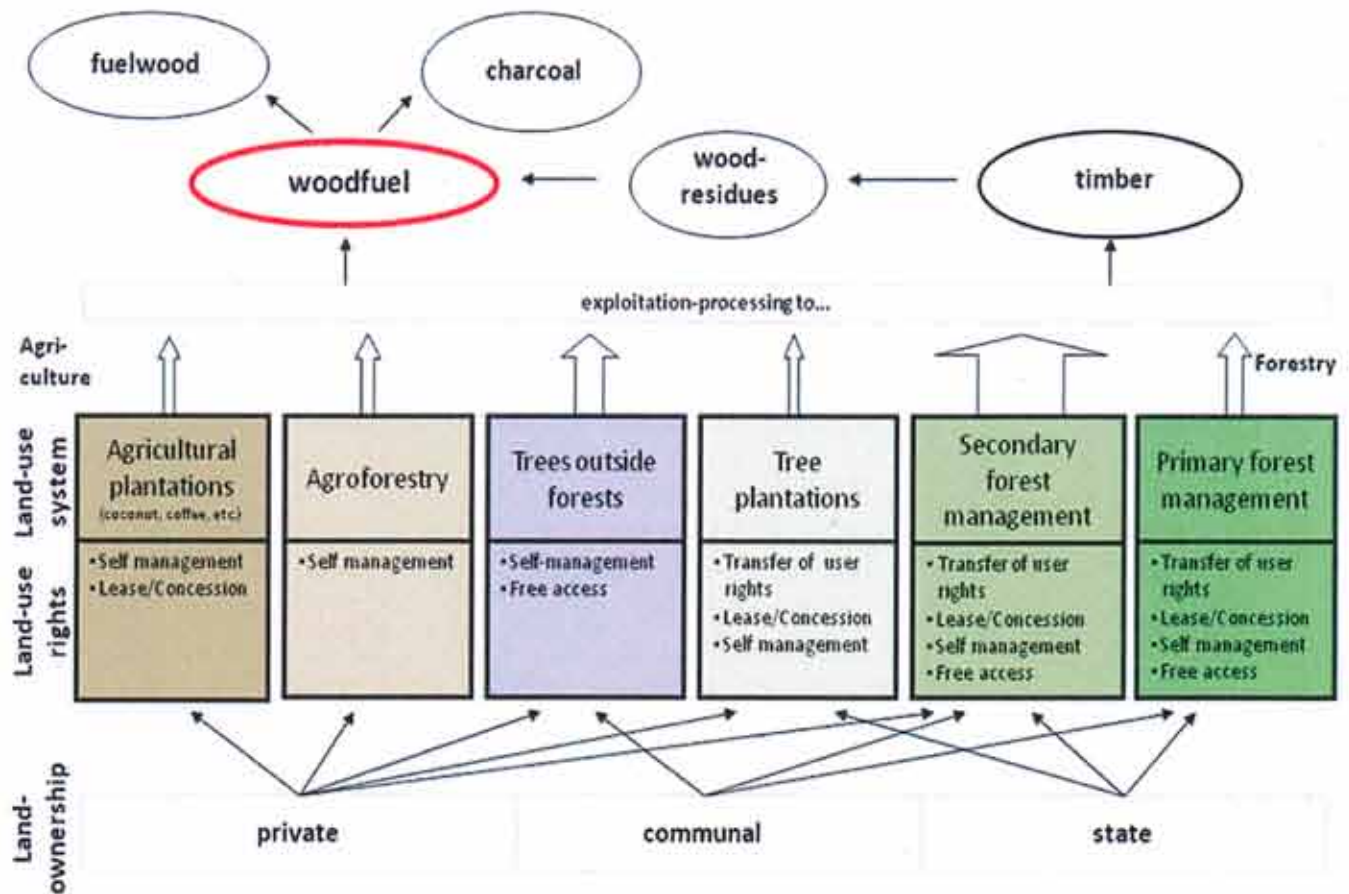 fuelwood
charcoal
woodfuel
wood-
residues
timber
exploitation-processing to...
Agri-
culture
Forestry
Land-use
system
Agricultural
plantations
(coconut, coffee, etc.)
Agroforestry
Trees outside
forests
Tree
plantations
Secondary
forest
management
Primary forest
management
Land-use
rights
• Self management
• Lease/Concession
• Self management
• Self-management
• Free access
• Transfer of user
rights
• Lease/Concession
• Self management
• Transfer of user
rights
• Lease/Concession
• Self management
• Free access
• Transfer of user
rights
• Lease/Concession
• Self management
• Free access
Land-
ownership
private
communal
state